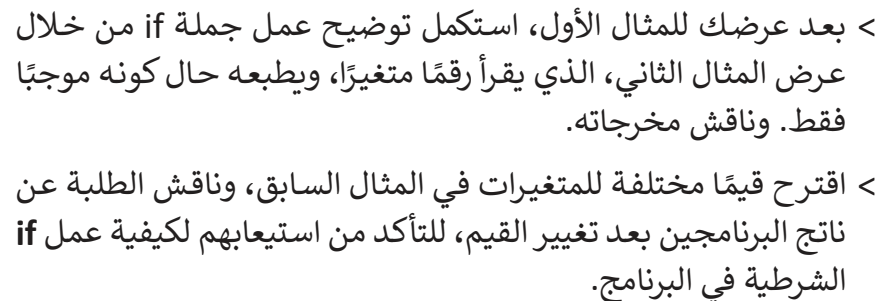 > بعد عرضك للمثال الأول، استكمل توضيح عمل جملة if من خلال
عرض المثال الثاني، الذي يقرأ رقمًا متغيرًا، ويطبعه حال كونه موجبًا
فقط. وناقش مخرجاته.
> اقترح قيمًا مختلفة للمتغيرات في المثال السابق، وناقش الطلبة عن
ناتج البرنامجين بعد تغيير القيم، للتأكد من استيعابهم لكيفية عمل if
الشرطية في البرنامج.